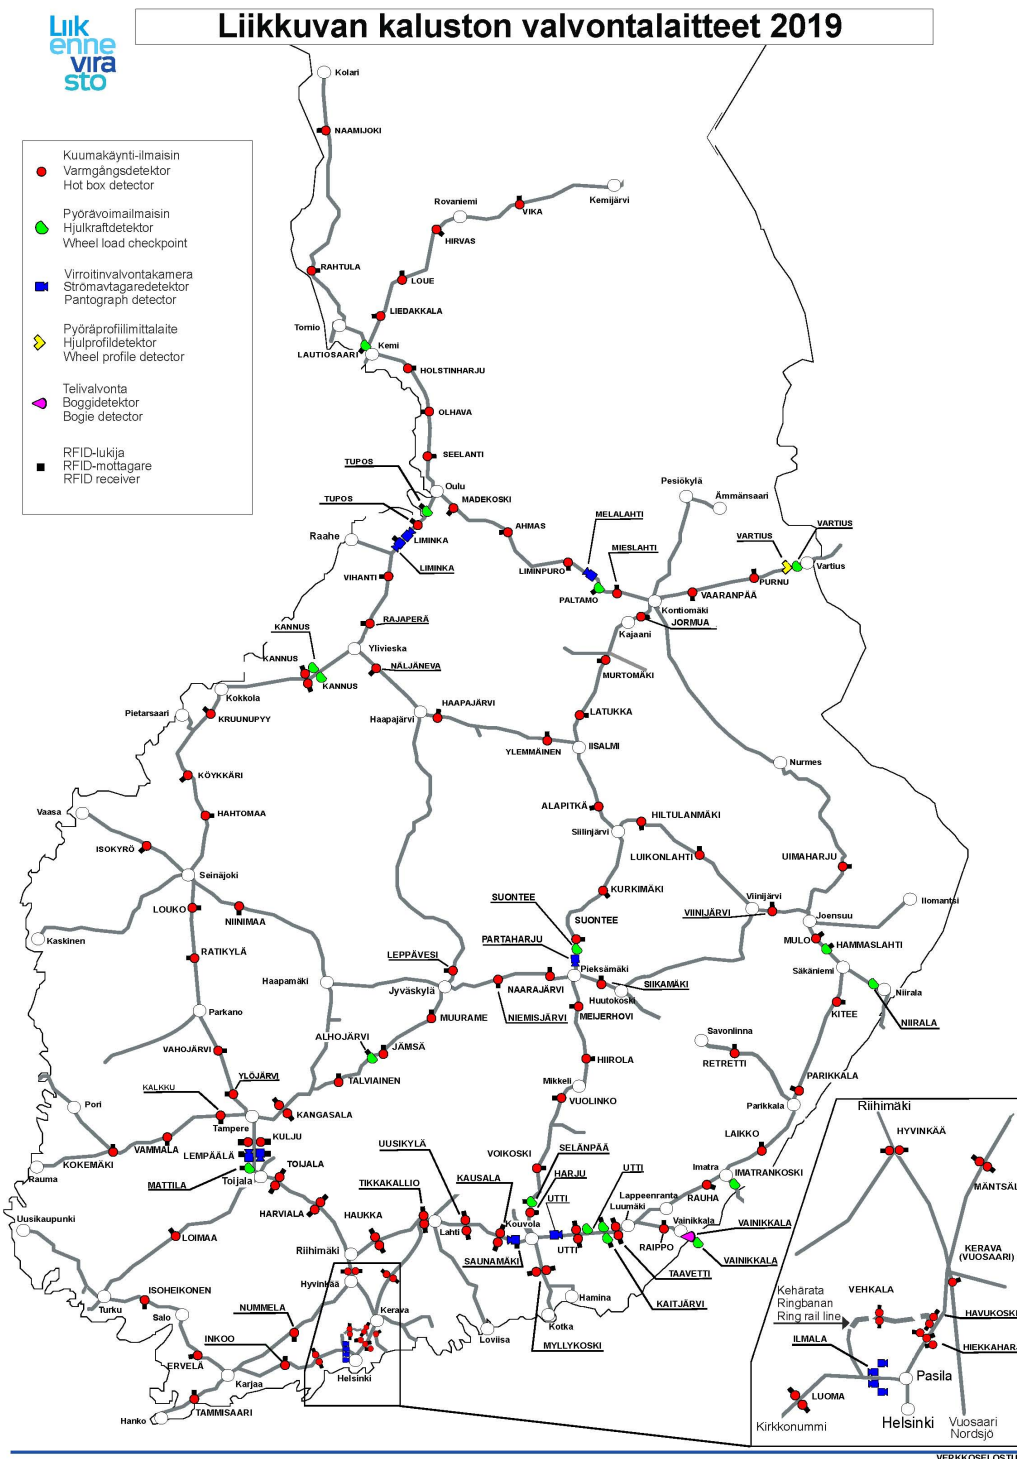 Liikkuvan kaluston valvontalaitteet 2019
Liik
enne
vira
sto
Kuumakäynti-ilmaisin
Varmgångsdetektor
Hot box detector
Pyörävoimailmaisin
Hjulkraftdetektor
Wheel load checkpoint
Virroitinvalvontakamera
Strömavtagaredetektor
Pantograph detector
Pyöräprofiilimittalaite
Hjulprofildetektor
Wheel profile detector
Telivalvonta
Boggidetektor
Bogie detector
RFID-lukija
RFID-mottagare
RFID receiver
Kolari
NAAMIJOKI
Rovaniemi
VIKA
Kemijärvi
HIRVAS
RAHTULA
LOUE
LIEDAKKALA
Tornio
LAUTIOSAARI
Kemi
HOLSTINHARJU
OLHAVA
SEELANTI
TUPOS
Oulu
TUPOS
MADEKOSKI
Pesiökylä
Ämmänsaari
MELALAHTI
VARTIUS
AHMAS
VARTIUS
Raahe
LIMINKA
MIESLAHTI
LIMINKA
LIMINPURO
Vartius
VIHANTI
PURNU
PALTAMO
VAARANPÄÄ
Kontiomäki
RAJAPERÄ
JORMUA
KANNUS
Kajaani
Ylivieska
KANNUS
NÄLJÄNEVA
MURTOMÄKI
KANNUS
Kokkola
HAAPAJÄRVI
Pietarsaari
KRUUNUPYY
Haapajärvi
LATUKKA
YLEMMÄINEN
IISALMI
Nurmes
KÖYKKÄRI
Vaasa
HAHTOMAA
ALAPITKÄ
HILTULANMÄKI
Siilinjärvi
ISOKYRÖ
LUIKONLAHTI
UIMAHARJU
Seinäjoki
KURKIMÄKI
SUONTEE
Viinijärvi
Ilomantsi
LOUKO
VIINIJÄRVI
NIINIMAA
SUONTEE
Joensuu
Kaskinen
PARTAHARJU
MULO
HAMMASLAHTI
RATIKYLÄ
LEPPÄVESI
Pieksämäki
Säkäniemi
Haapamäki
NAARAJÄRVI
SIIKAMÄKI
Jyväskylä
Huutokoski
Niirala
Parkano
MUURAME
NIEMISJÄRVI
MEIJERHOVI
KITEE
NIIRALA
Savonlinna
ALHOJÄRVI
VAHOJÄRVI
JÄMSÄ
HIIROLA
RETRETTI
PARIKKALA
KALKKU
YLÖJÄRVI
TALVIAINEN
Mikkeli
VUOLINKO
Parikkala
Pori
KANGASALA
Tampere
KULJU
UUSIKYLÄ
SELÄNPÄÄ
LAIKKO
VAMMALA
LEMPÄÄLÄ
VOIKOSKI
KOKEMÄKI
TOIJALA
HARJU
UTTI
Imatra
IMATRANKOSKI
Rauma
MATTILA
Toijala
TIKKAKALLIO
KAUSALA
UTTI
RAUHA
Lappeenranta
HARVIALA
Luumäki
Uusikaupunki
HAUKKA
Kouvola
Vainikkala
VAINIKKALA
LOIMAA
Lahti
UTTI
RAIPPO
Riihimäki
SAUNAMÄKI
VAINIKKALA
TAAVETTI
ISOHEIKONEN
Hyvinkää
Hamina
KAITJÄRVI
Turku
Salo
NUMMELA
Kerava
Kotka
INKOO
Loviisa
MYLLYKOSKI
ERVELÄ
Karjaa
Helsinki
TAMMISAARI
Hanko
Riihimäki
HYVINKÄÄ
MÄNTSÄL
KERAVA
(VUOSAARI)
Kehärata
Ringbanan
Ring rail line
VEHKALA
HAVUKOSKI
ILMALA
HIEKKAHAR
Pasila
LUOMA
Kirkkonummi
Helsinki
Vuosaari
Nordsjö
VERKKOSELOSTU